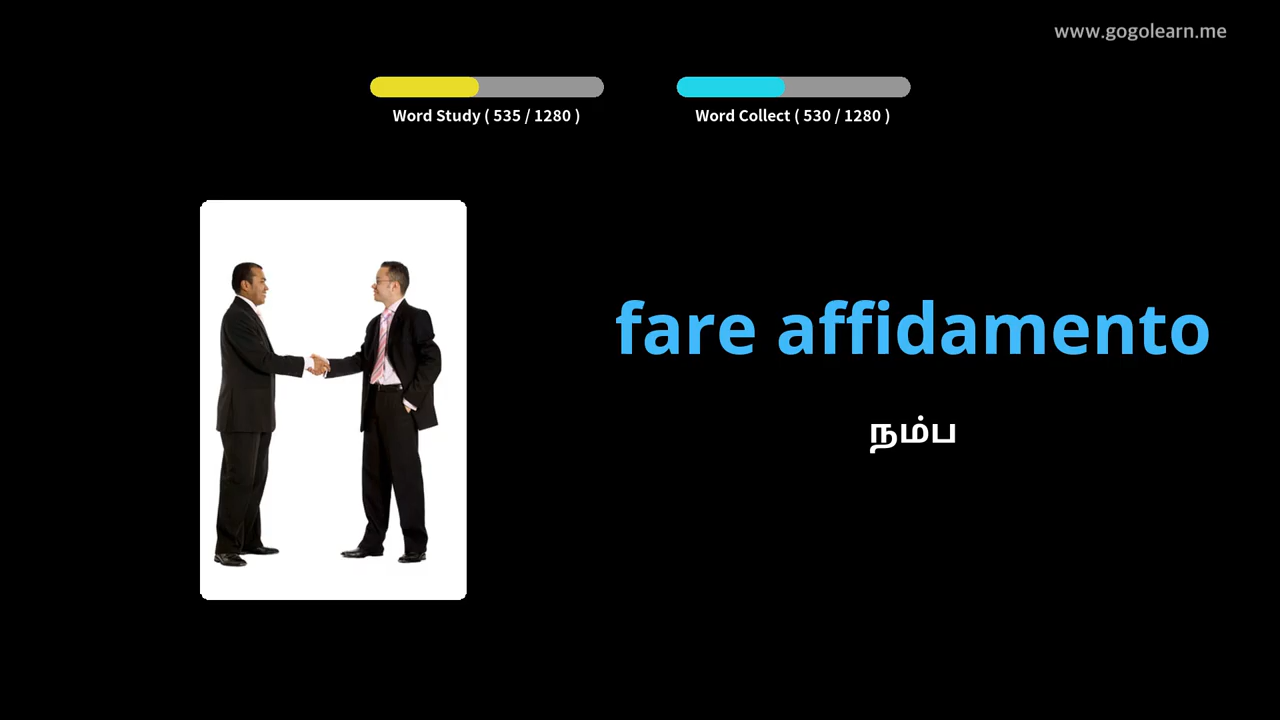 www.gogolearn.me
Word Study ( 535 / 1280 )
Word Collect ( 530 / 1280 )
fare affidamento
நம்ப